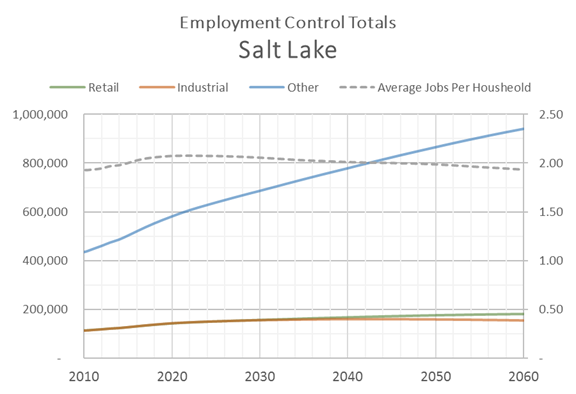 Employment Control Totals
Salt Lake
Retail Industrial Other Average Jobs Per Housheold
1,000,000 2.50
800,000 2.00
600,000 1.50
400,000 1.00
200,000 0.50
- -
2010 2020 2030 2040 2050 2060